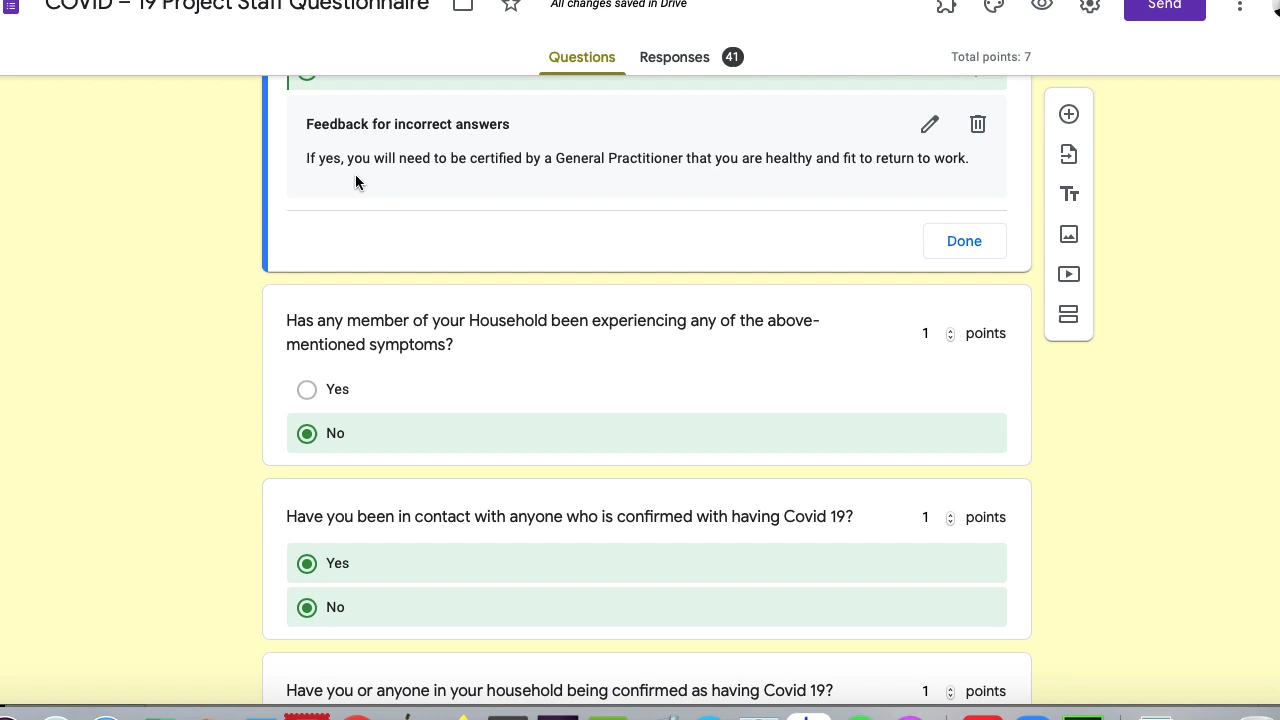 COVID – 19 Project Staff Questionnaire
All changes saved in Drive
Send
Questions
Responses 41
Total points: 7
Feedback for incorrect answers
If yes, you will need to be certified by a General Practitioner that you are healthy and fit to return to work.
Done
Has any member of your Household been experiencing any of the above-
mentioned symptoms?
1 points
Yes
No
Have you been in contact with anyone who is confirmed with having Covid 19?
1 points
Yes
No
Have you or anyone in your household being confirmed as having Covid 19?
1 points
Tт